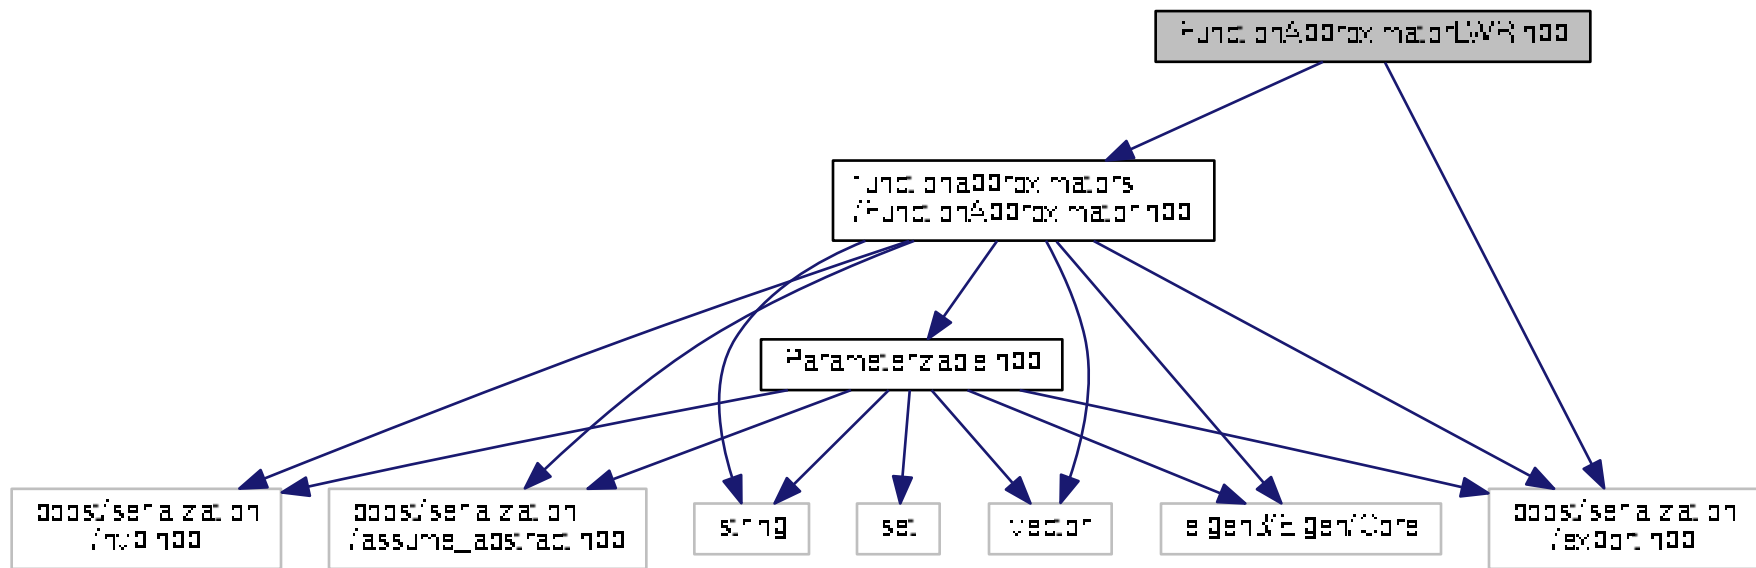 FunctionApproximatorLWR.hpp
functionapproximators
/FunctionApproximator.hpp
Parameterizable.hpp
boost/serialization
/nvp.hpp
boost/serialization
/assume_abstract.hpp
string
set
vector
eigen3/Eigen/Core
boost/serialization
/export.hpp